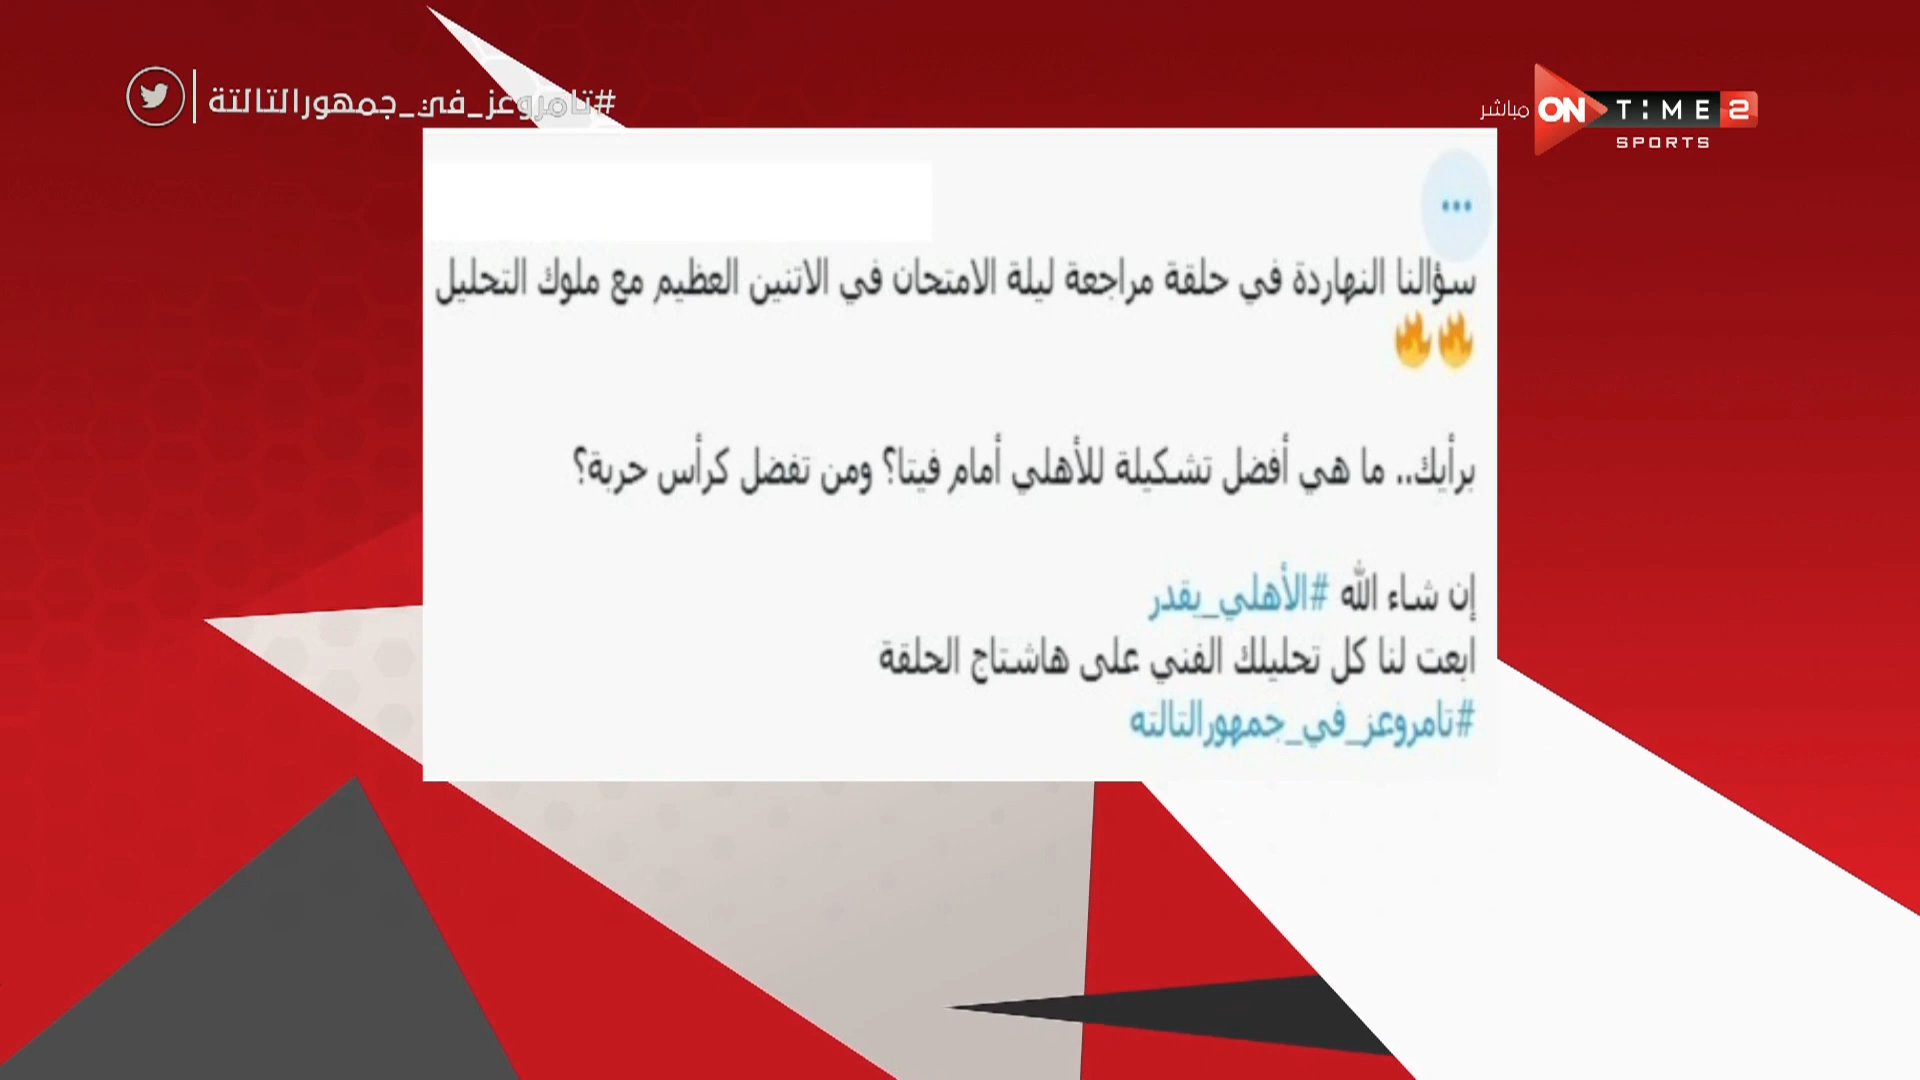 #تامروعز_في_جمهورالتالتة
مباشر ON TIME 2
SPORTS
سؤالنا النهاردة في حلقة مراجعة ليلة الامتحان في الاتنين العظيم مع ملوك التحليل
🔥🔥
برأيك.. ما هي أفضل تشكيلة للأهلي أمام فيتا؟ ومن تفضل كرأس حربة؟
إن شاء الله #الأهلي_يقدر
ابعت لنا كل تحليلك الفني على هاشتاج الحلقة
#تامروعز_في_جمهورالتالته